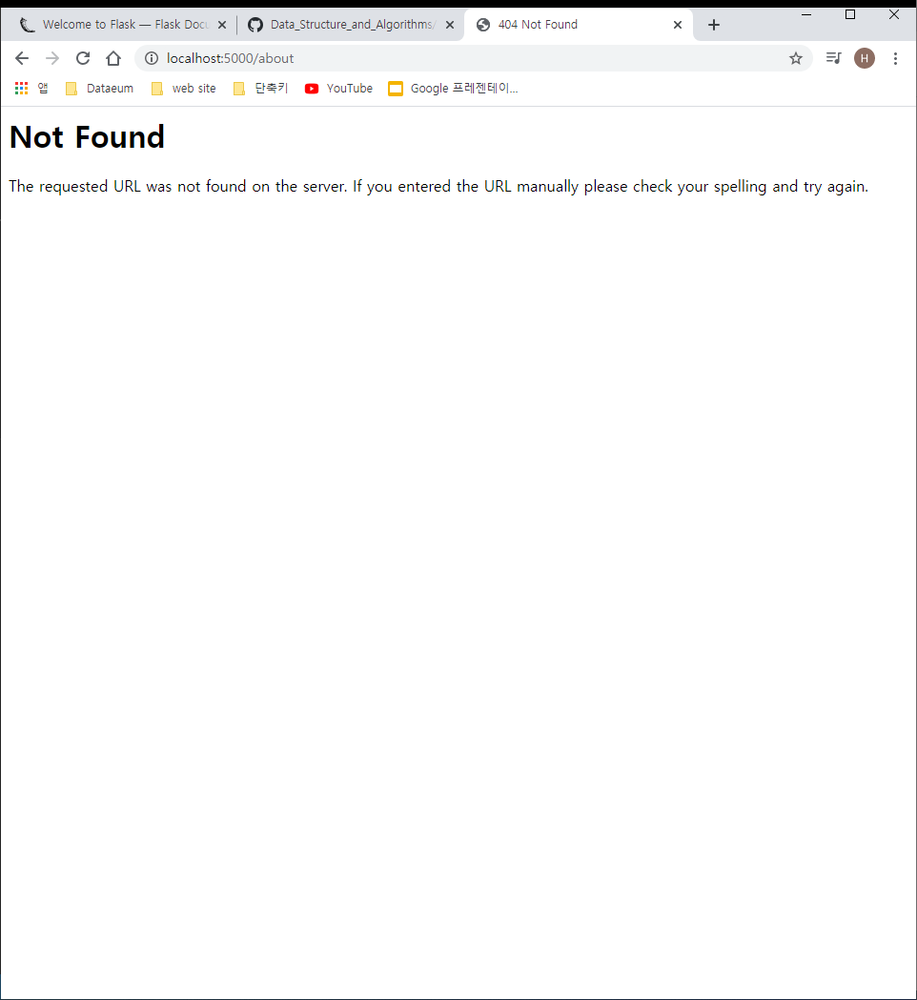 Welcome to Flask — Flask Docu
Data_Structure_and_Algorithms/
404 Not Found
localhost:5000/about
H
앱
Dataeum
web site
단축키
YouTube
Google 프레젠테이...
Not Found
The requested URL was not found on the server. If you entered the URL manually please check your spelling and try again.